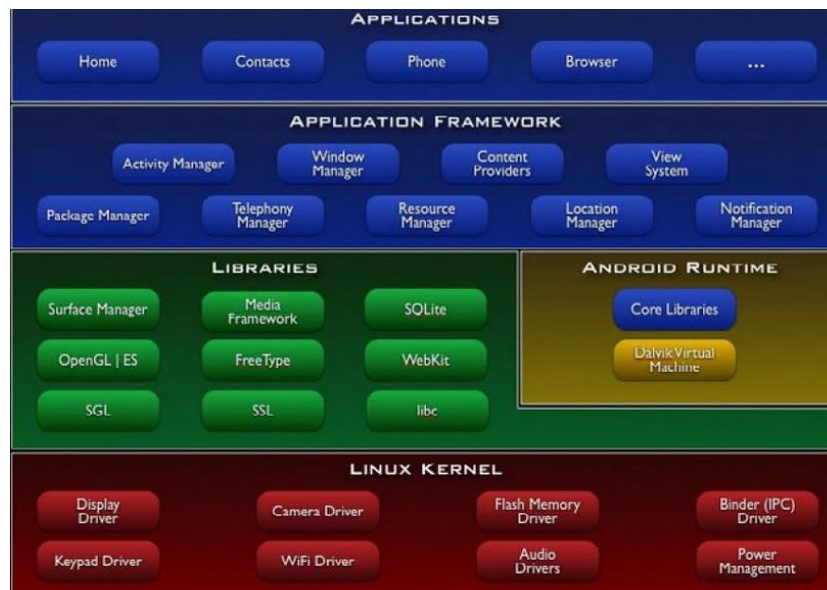 APPLICATIONS
Home
Contacts
Phone
Browser
...
APPLICATION FRAMEWORK
Activity Manager
Window
Manager
Content
Providers
View
System
Package Manager
Telephony
Manager
Resource
Manager
Location
Manager
Notification
Manager
LIBRARIES
Surface Manager
Media
Framework
SQLite
OpenGL | ES
FreeType
WebKit
SGL
SSL
libc
ANDROID RUNTIME
Core Libraries
Dalvik Virtual
Machine
LINUX KERNEL
Display
Driver
Camera Driver
Flash Memory
Driver
Binder (IPC)
Driver
Keypad Driver
WiFi Driver
Audio
Drivers
Power
Management